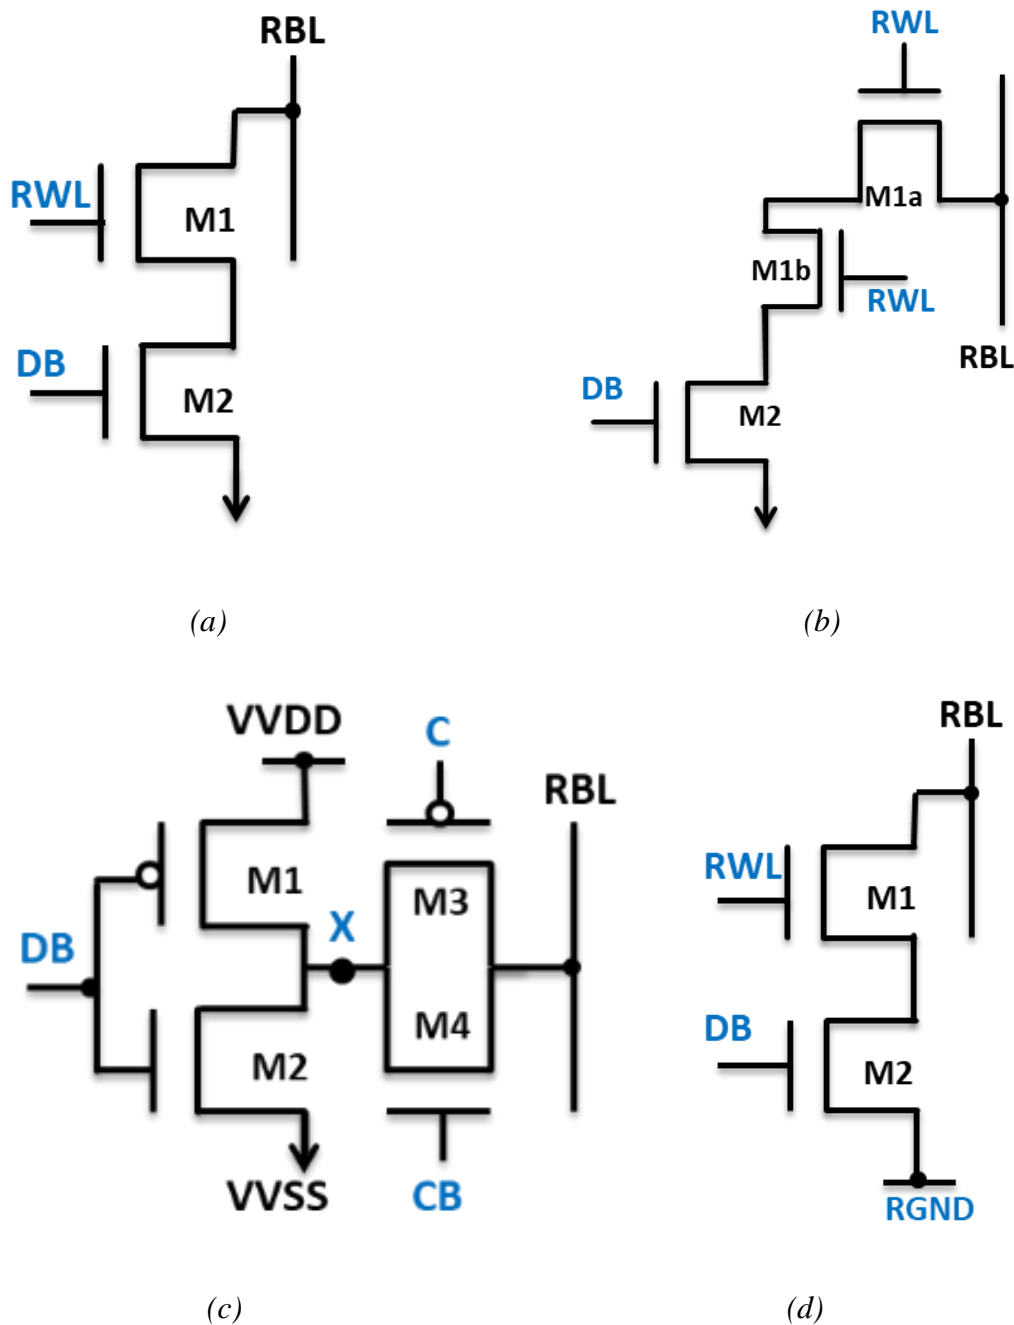 RBL
RWL
M1
DB
M2
(a)
RWL
M1a
M1b
RWL
RBL
DB
M2
(b)
VVDD
C
RBL
M1
M3
X
DB
M4
M2
VVSS
CB
(c)
RBL
RWL
M1
DB
M2
RGND
(d)